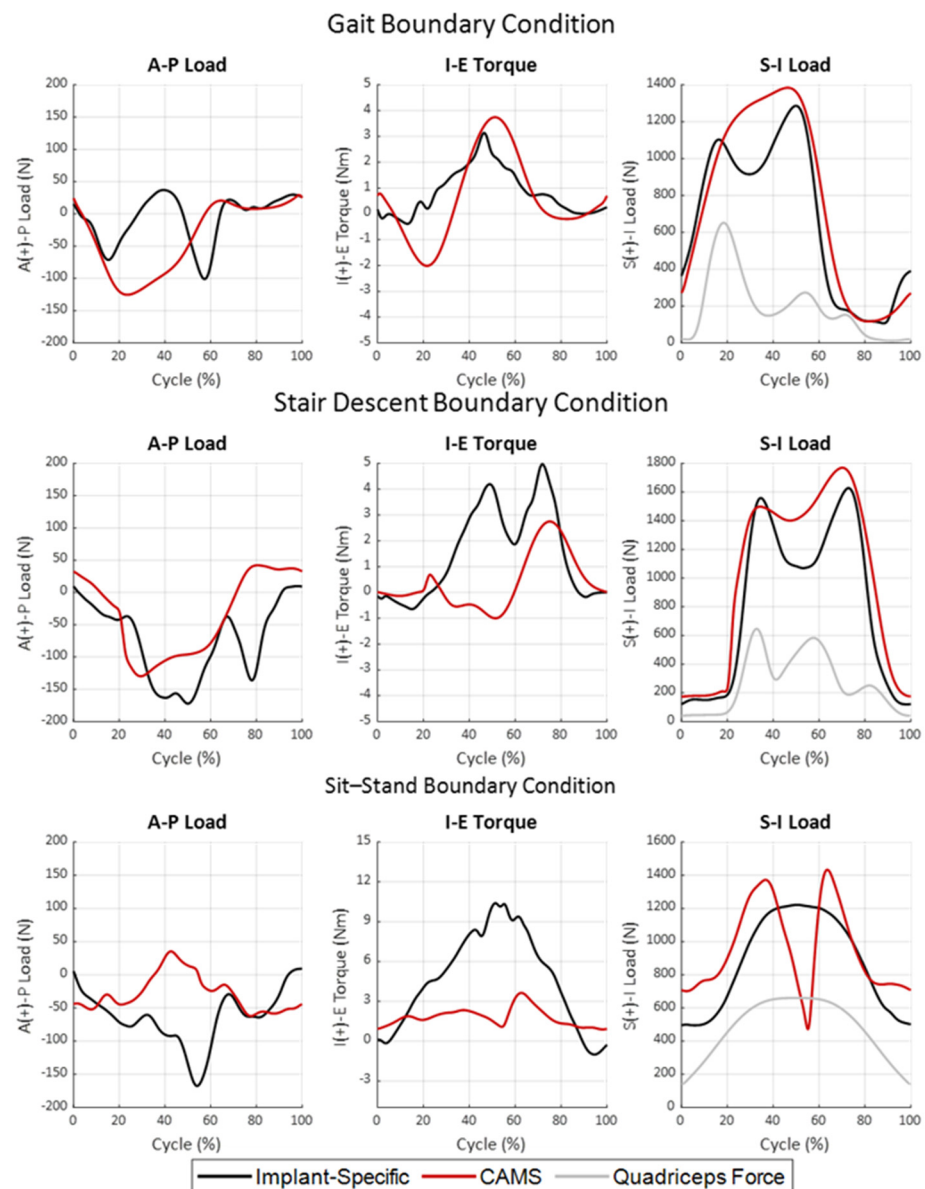 Gait Boundary Condition
A-P Load
I-E Torque
S-I Load
A(+)-P Load (N)
200
150
100
50
0
-50
-100
-150
-200
0 20 40 60 80 100
Cycle (%)
I(+)-E Torque (Nm)
5
4
3
2
1
0
-1
-2
-3
-4
-5
0 20 40 60 80 100
Cycle (%)
S(+)-I Load (N)
1400
1200
1000
800
600
400
200
0
0 20 40 60 80 100
Cycle (%)
Stair Descent Boundary Condition
A-P Load
I-E Torque
S-I Load
A(+)-P Load (N)
200
150
100
50
0
-50
-100
-150
-200
0 20 40 60 80 100
Cycle (%)
I(+)-E Torque (Nm)
5
4
3
2
1
0
-1
-2
-3
-4
-5
0 20 40 60 80 100
Cycle (%)
S(+)-I Load (N)
1800
1600
1400
1200
1000
800
600
400
200
0
0 20 40 60 80 100
Cycle (%)
Sit–Stand Boundary Condition
A-P Load
I-E Torque
S-I Load
A(+)-P Load (N)
200
150
100
50
0
-50
-100
-150
-200
0 20 40 60 80 100
Cycle (%)
I(+)-E Torque (Nm)
15
12
9
6
3
0
-3
0 20 40 60 80 100
Cycle (%)
S(+)-I Load (N)
1600
1400
1200
1000
800
600
400
200
0
0 20 40 60 80 100
Cycle (%)
Implant-Specific CAMS Quadriceps Force